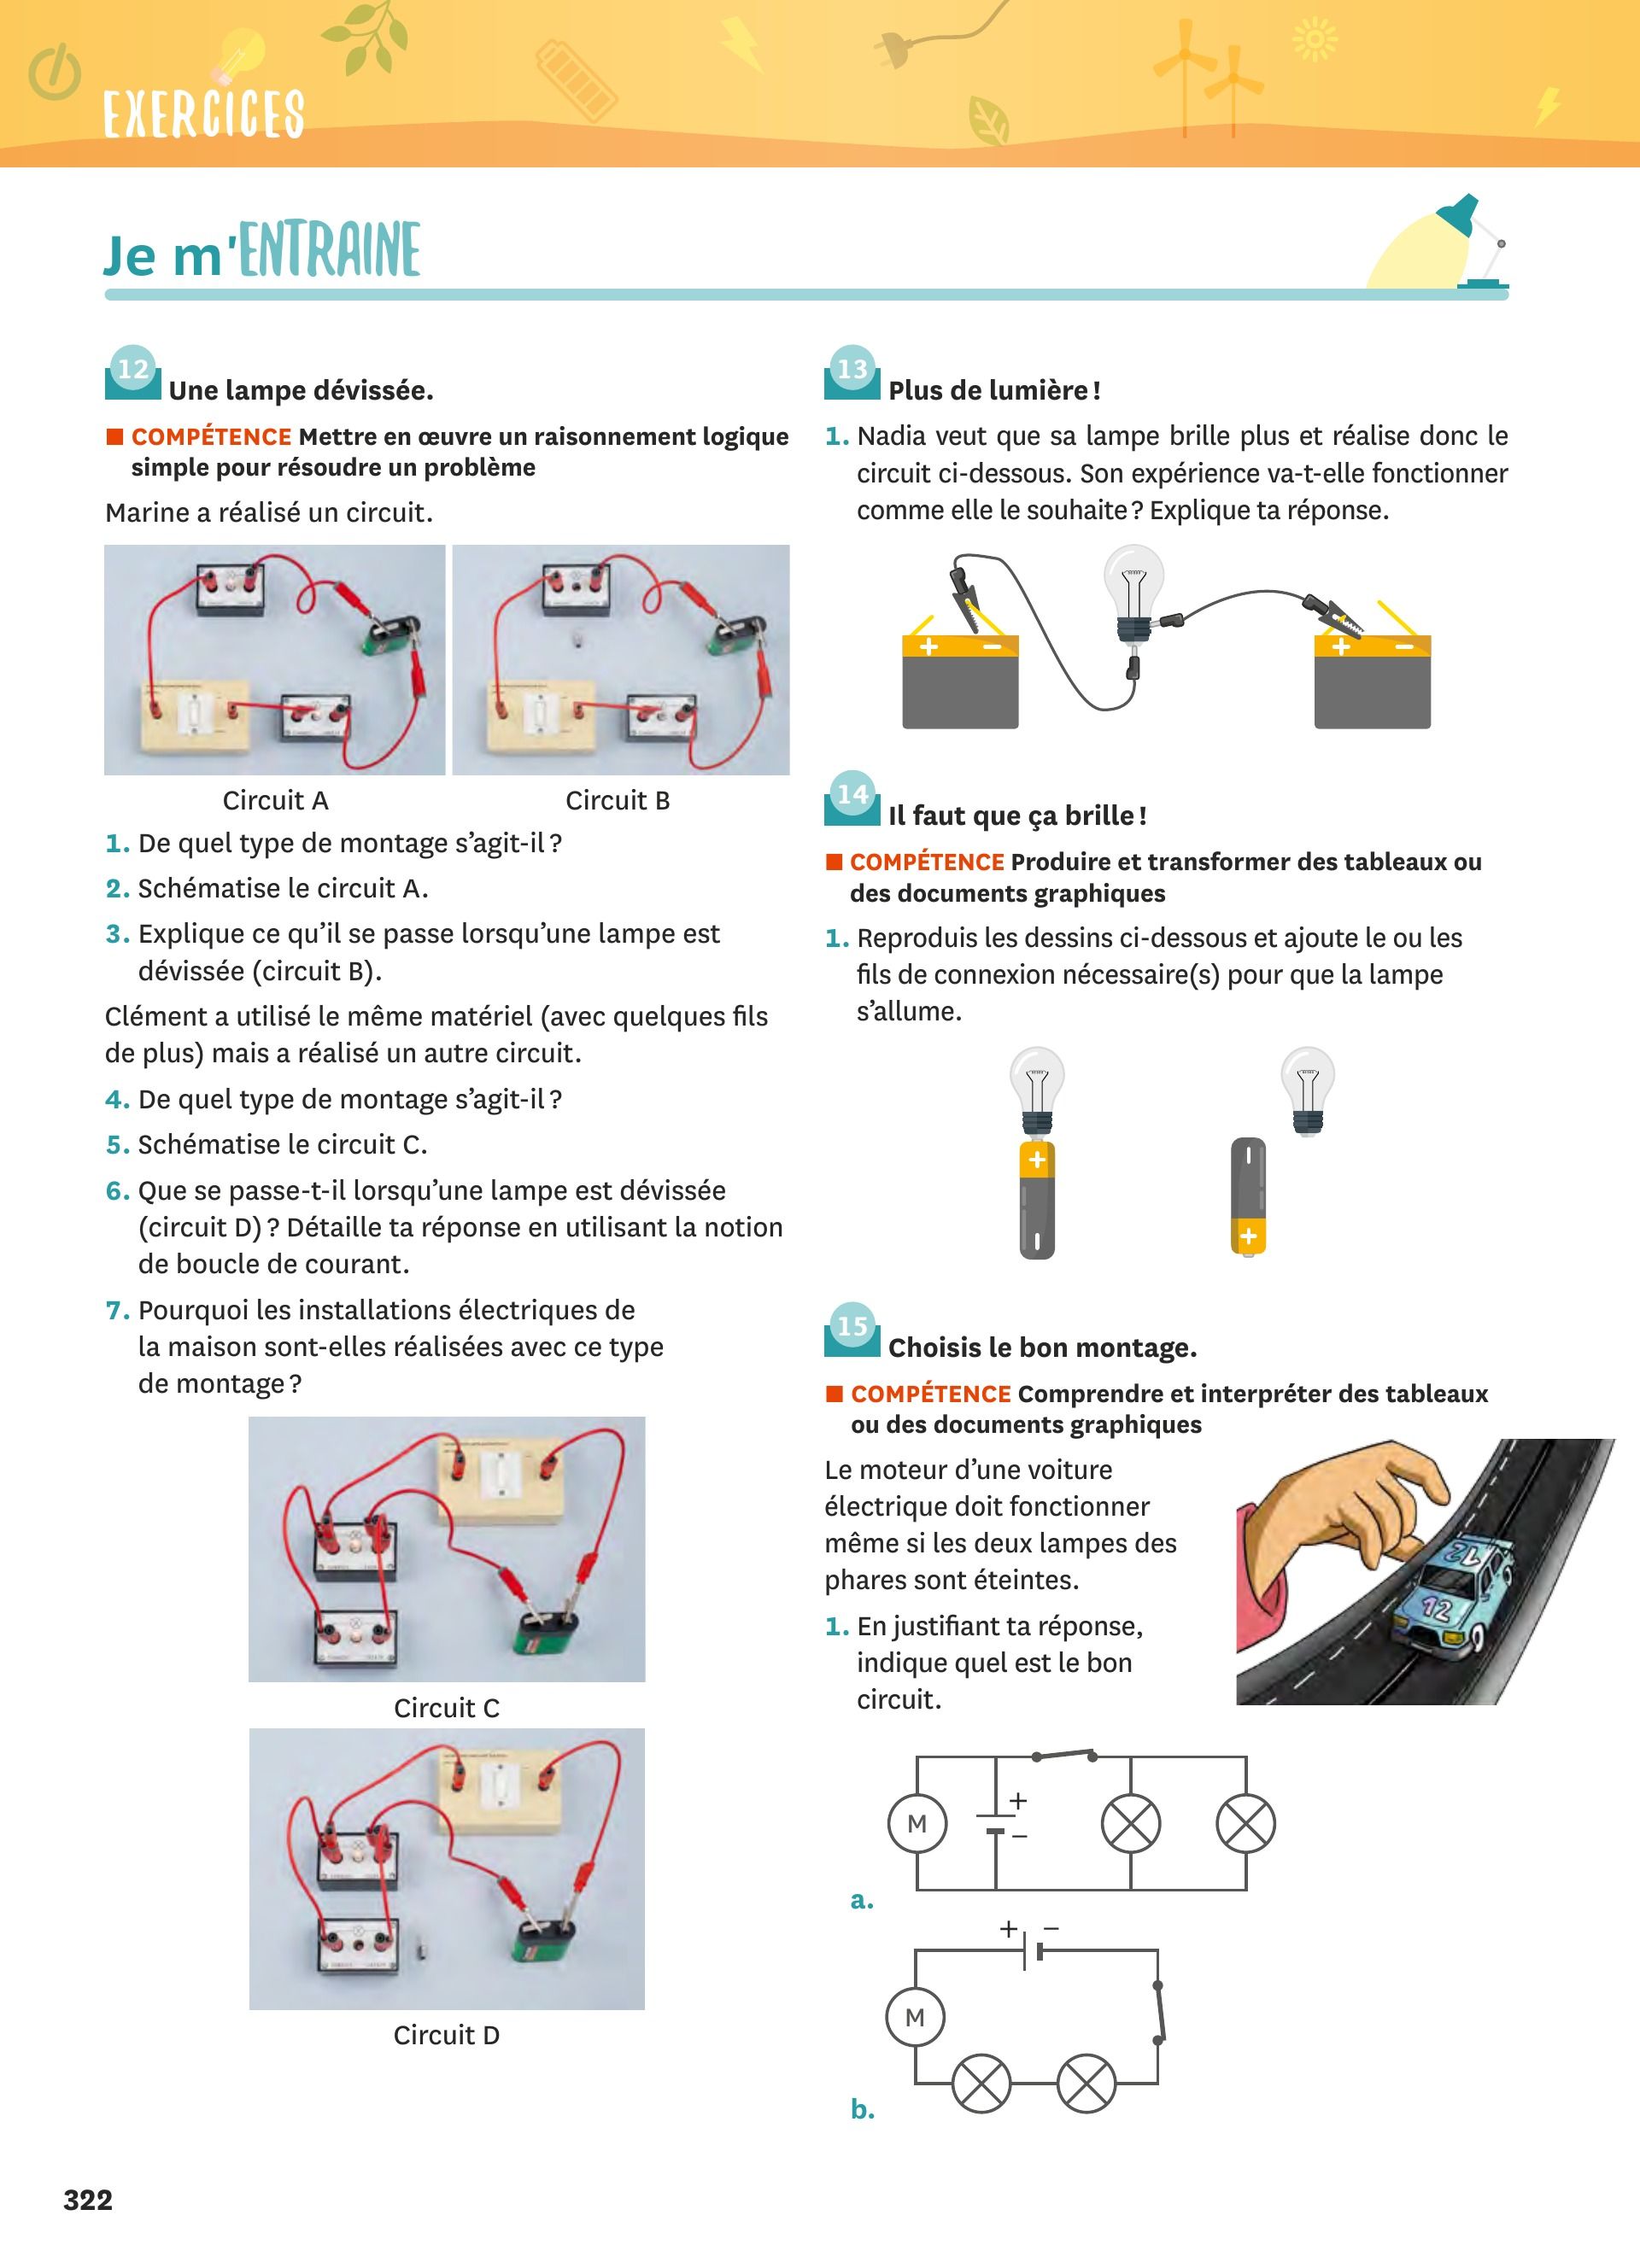 EXERCICES
Je m'ENTRAINE
12 Une lampe dévissée.
COMPÉTENCE Mettre en œuvre un raisonnement logique
simple pour résoudre un problème
Marine a réalisé un circuit.
Circuit A
Circuit B
1. De quel type de montage s’agit-il ?
2. Schématise le circuit A.
3. Explique ce qu’il se passe lorsqu’une lampe est
dévissée (circuit B).
Clément a utilisé le même matériel (avec quelques fils
de plus) mais a réalisé un autre circuit.
4. De quel type de montage s’agit-il ?
5. Schématise le circuit C.
6. Que se passe-t-il lorsqu’une lampe est dévissée
(circuit D) ? Détaille ta réponse en utilisant la notion
de boucle de courant.
7. Pourquoi les installations électriques de
la maison sont-elles réalisées avec ce type
de montage ?
Circuit C
Circuit D
13 Plus de lumière !
1. Nadia veut que sa lampe brille plus et réalise donc le
circuit ci-dessous. Son expérience va-t-elle fonctionner
comme elle le souhaite ? Explique ta réponse.
+ −
+ −
14 Il faut que ça brille !
COMPÉTENCE Produire et transformer des tableaux ou
des documents graphiques
1. Reproduis les dessins ci-dessous et ajoute le ou les
fils de connexion nécessaire(s) pour que la lampe
s’allume.
+
−
−
+
15 Choisis le bon montage.
COMPÉTENCE Comprendre et interpréter des tableaux
ou des documents graphiques
Le moteur d’une voiture
électrique doit fonctionner
même si les deux lampes des
phares sont éteintes.
1. En justifiant ta réponse,
indique quel est le bon
circuit.
12
12
M
+
−
a.
+ −
M
b.
322